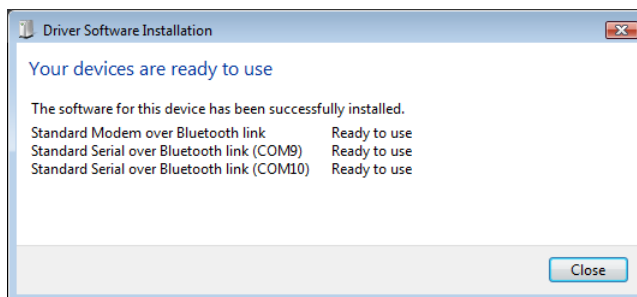 Driver Software Installation
Your devices are ready to use
The software for this device has been successfully installed.
Standard Modem over Bluetooth link Ready to use
Standard Serial over Bluetooth link (COM9) Ready to use
Standard Serial over Bluetooth link (COM10) Ready to use
Close